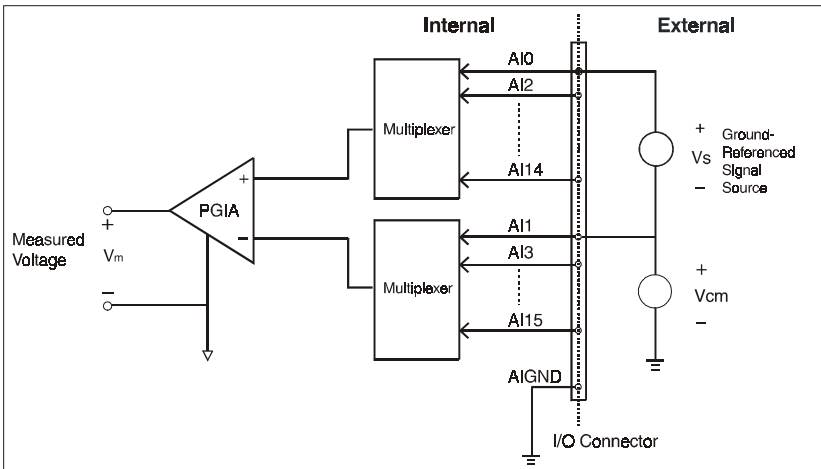 Internal
External
AI0
AI2
Multiplexer
AI14
+
PGIA
−
Measured
Voltage
+
Vm
−
AI1
AI3
Multiplexer
AI15
AIGND
I/O Connector
+
Vs
−
Ground-
Referenced
Signal
Source
+
Vcm
−